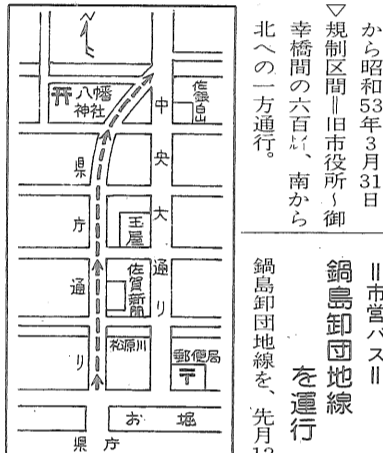 から昭和53年3月31日
▽規制区間=旧市役所〜御
幸橋間の六百㍍、南から
北への一方通行。
=市営バス=
鍋島卸団地線
を運行
鍋島卸団地線を、先月
八幡
神社
佐賀白山
中央大通り
県庁通り
玉屋
佐賀新聞
松原川
郵便局
〒
お堀
県庁